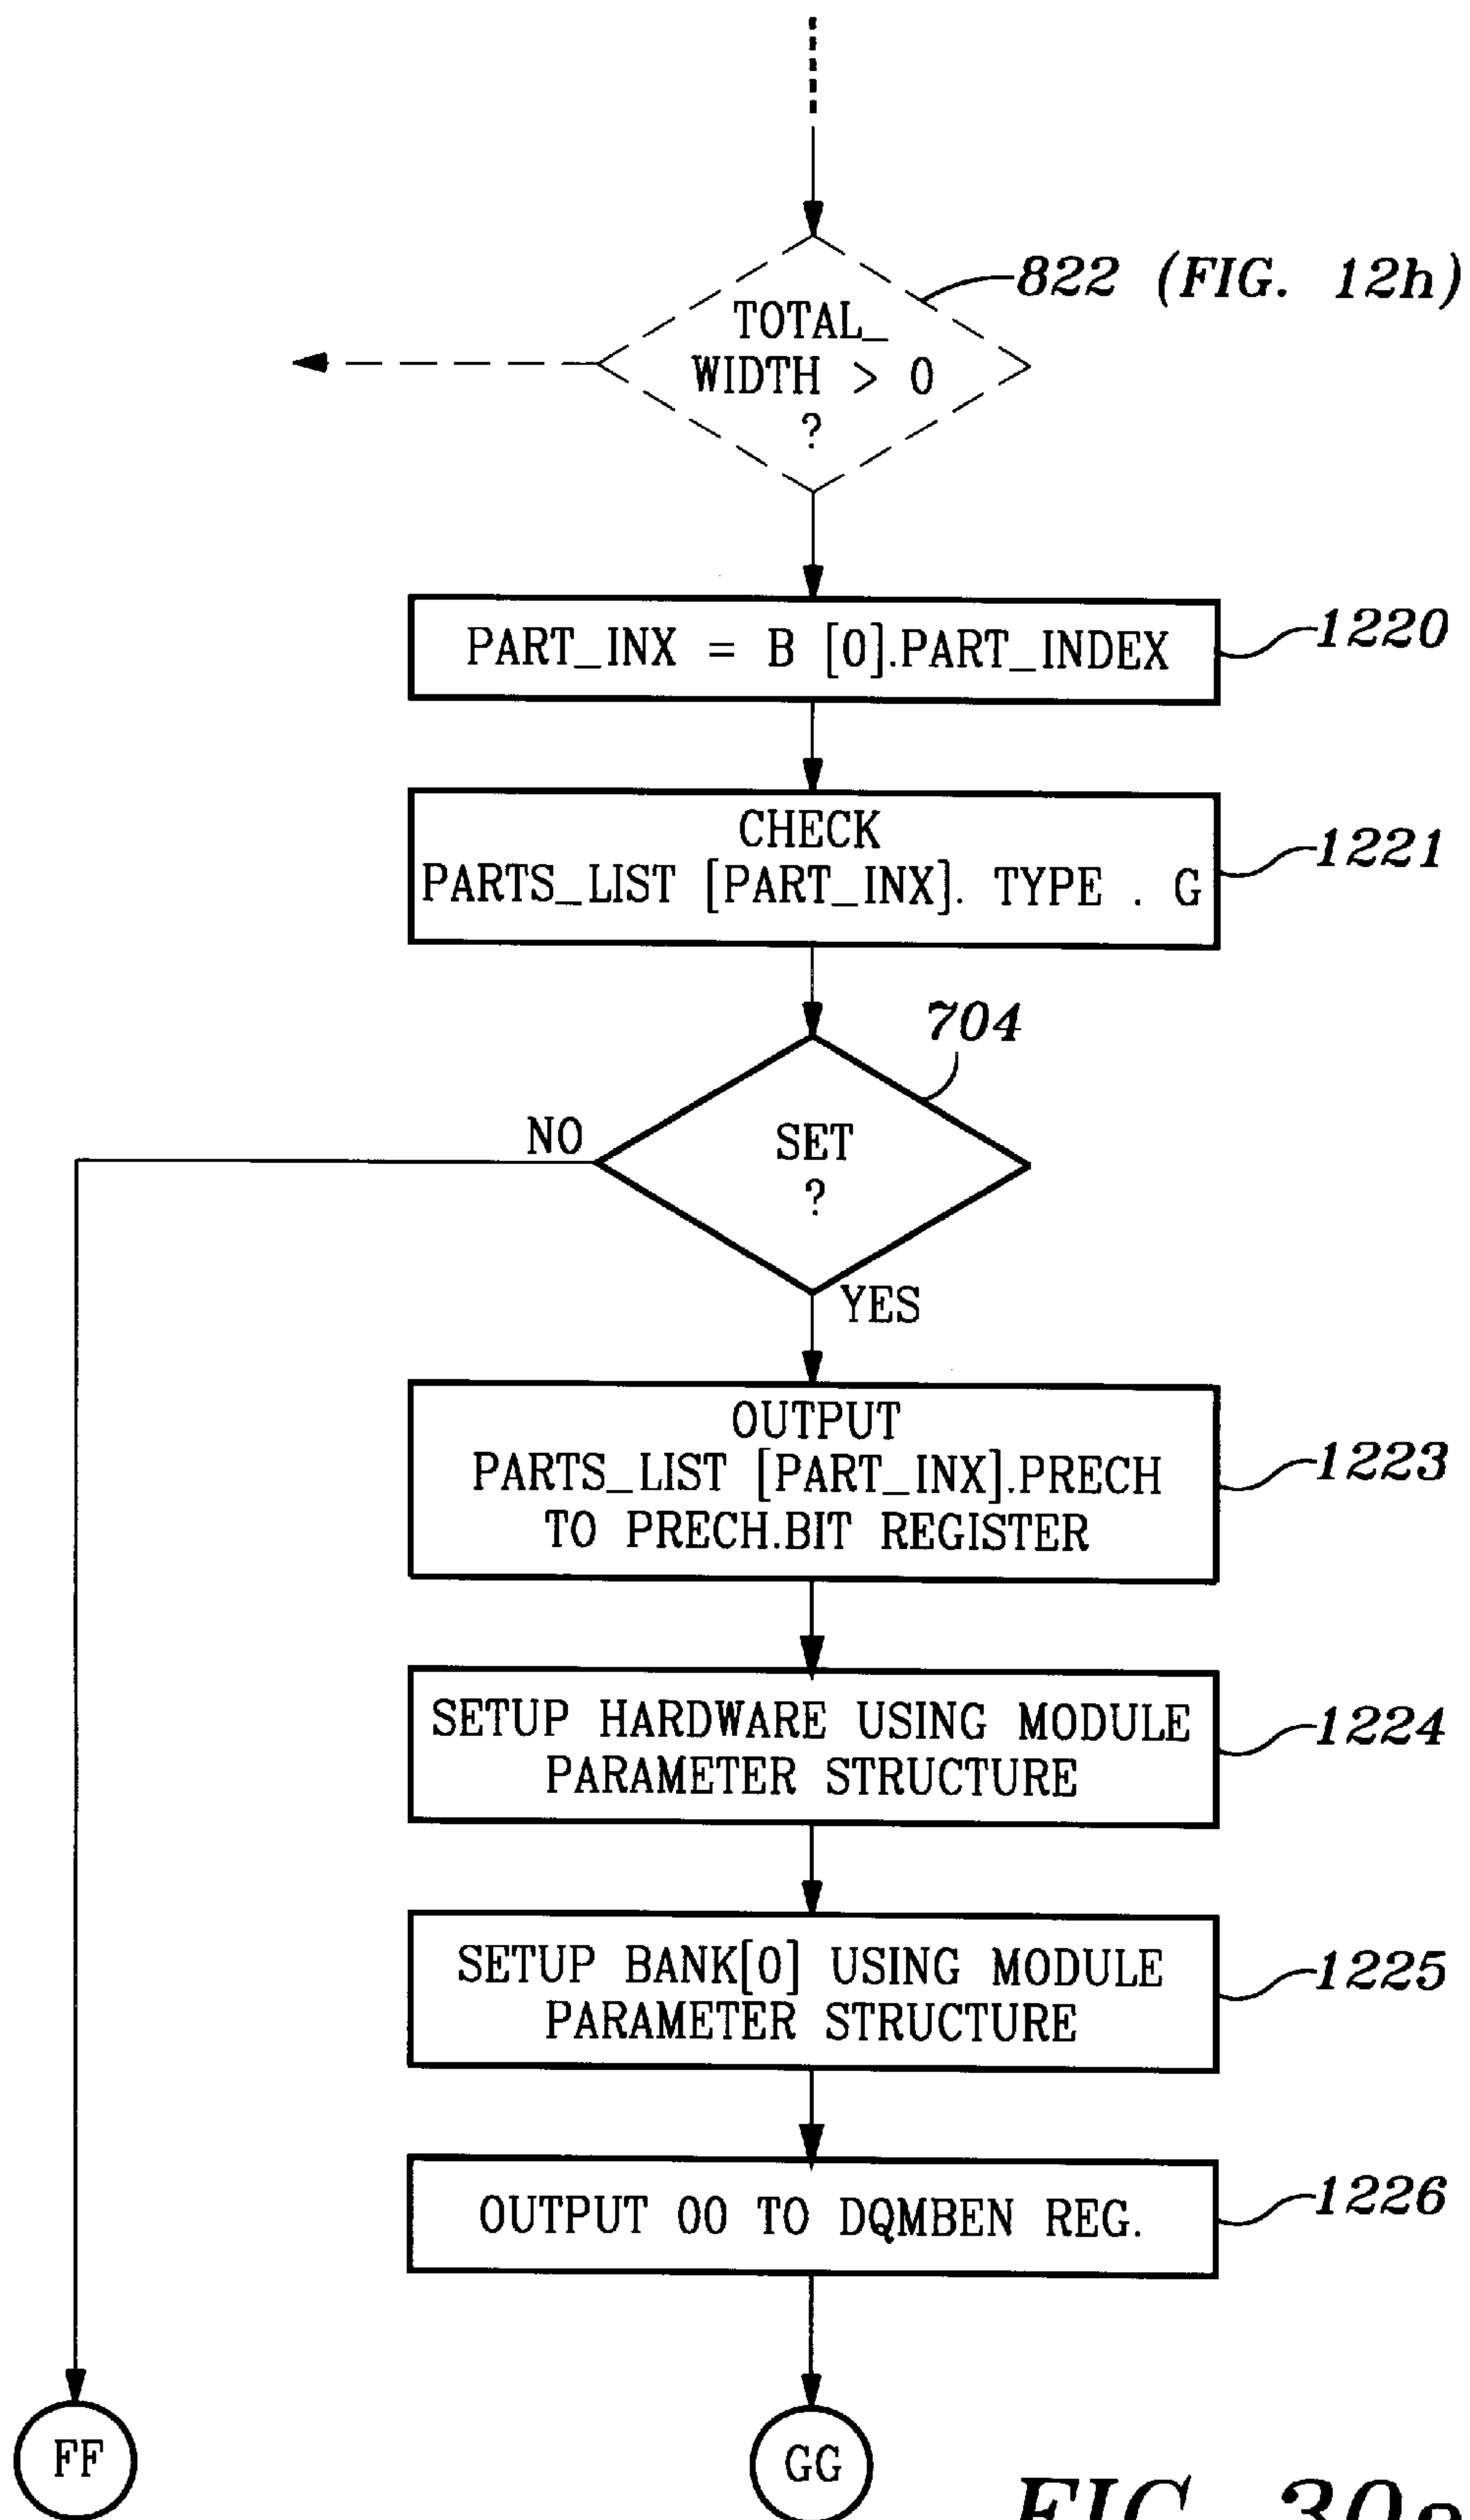 822 (FIG. 12h)
TOTAL_
WIDTH > 0
?
PART_INX = B [0].PART_INDEX
1220
CHECK
PARTS_LIST [PART_INX]. TYPE . G
1221
704
NO
SET
?
YES
OUTPUT
PARTS_LIST [PART_INX].PRECH
TO PRECH.BIT REGISTER
1223
SETUP HARDWARE USING MODULE
PARAMETER STRUCTURE
1224
SETUP BANK[0] USING MODULE
PARAMETER STRUCTURE
1225
OUTPUT 00 TO DQMBEN REG.
1226
FF
GG
FIG.